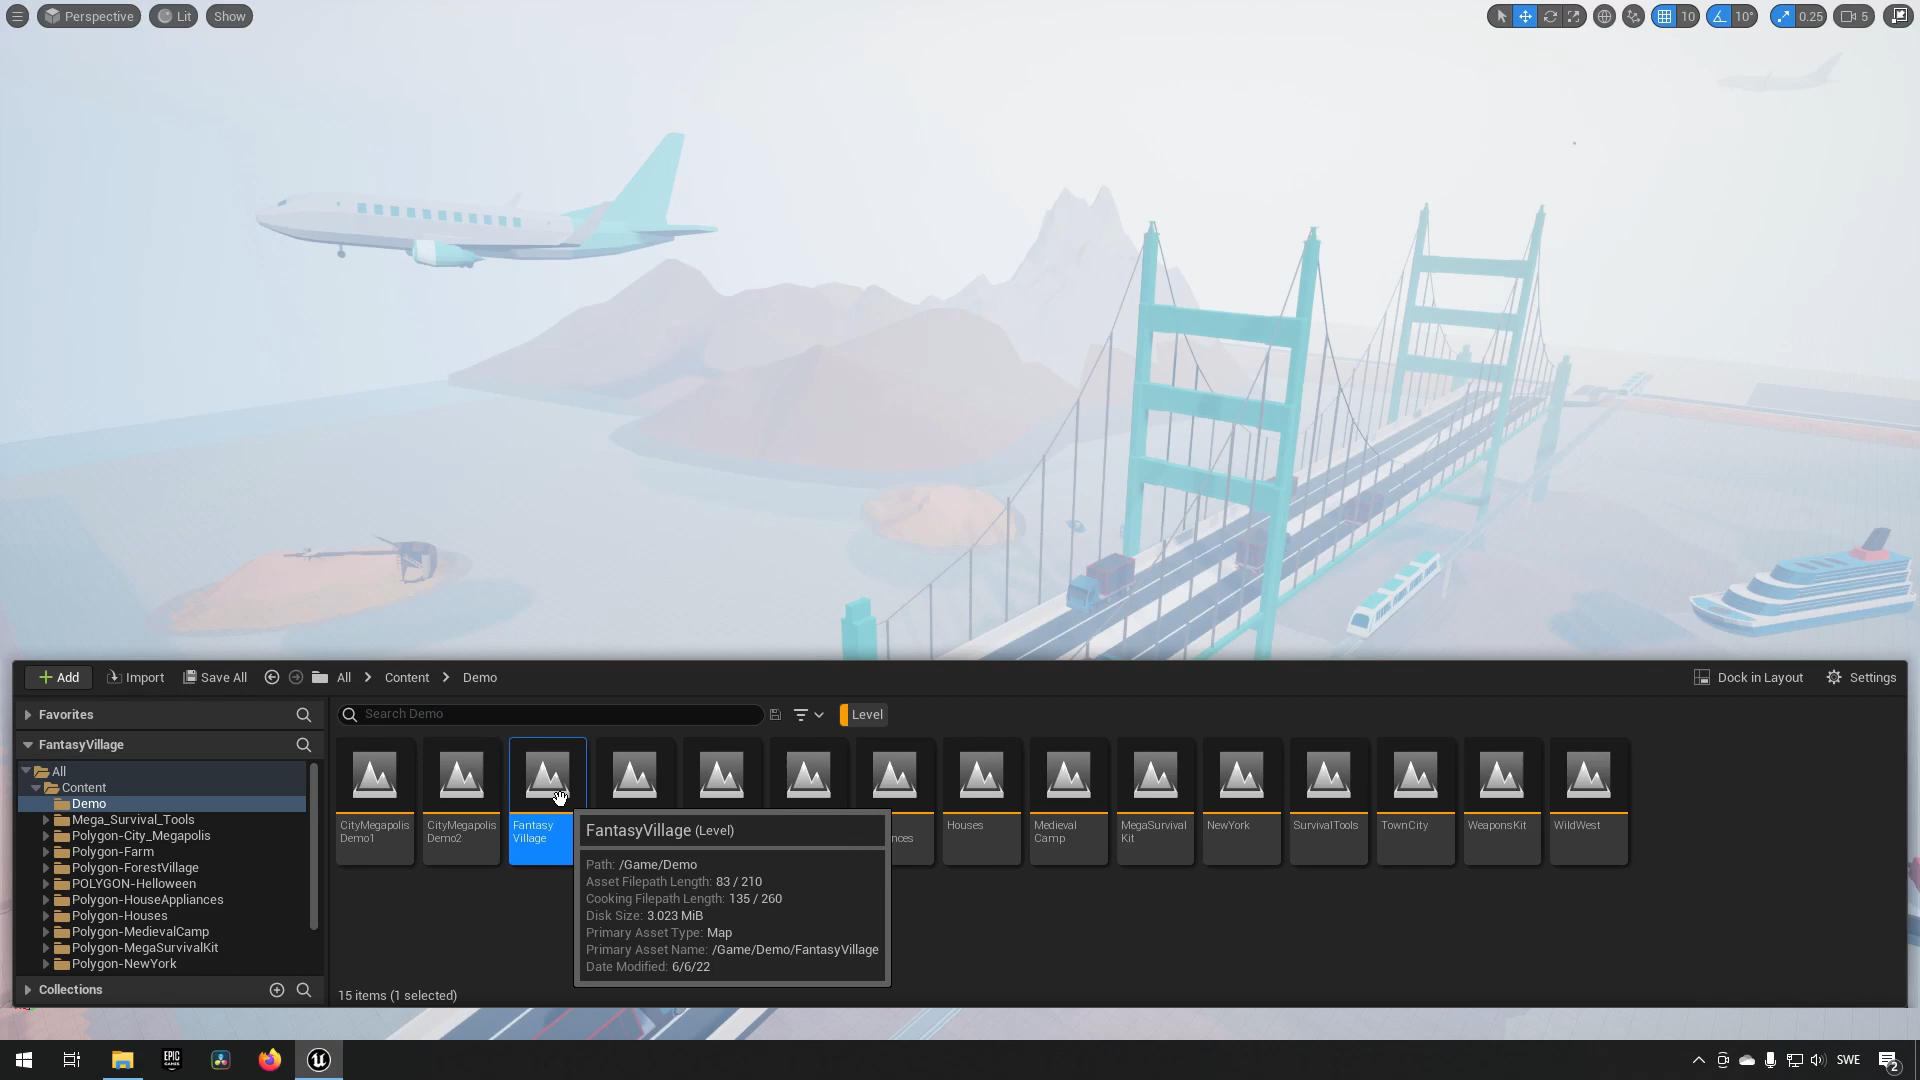 Perspective
Lit
Show
10
10°
0.25
5
Add
Import
Save All
All
Content
Demo
Dock in Layout
Settings
Favorites
Search Demo
Level
FantasyVillage
All
Content
Demo
Mega_Survival_Tools
Polygon-City_Megapolis
Polygon-Farm
Polygon-ForestVillage
POLYGON-Helloween
Polygon-HouseAppliances
Polygon-Houses
Polygon-MedievalCamp
Polygon-MegaSurvivalKit
Polygon-NewYork
Collections
CityMegapolis
Demo1
CityMegapolis
Demo2
Fantasy
Village
nces
Houses
Medieval
Camp
MegaSurvival
Kit
NewYork
SurvivalTools
TownCity
WeaponsKit
WildWest
FantasyVillage (Level)
Path: /Game/Demo
Asset Filepath Length: 83 / 210
Cooking Filepath Length: 135 / 260
Disk Size: 3.023 MiB
Primary Asset Type: Map
Primary Asset Name: /Game/Demo/FantasyVillage
Date Modified: 6/6/22
15 items (1 selected)
EPIC
GAMES
SWE
2